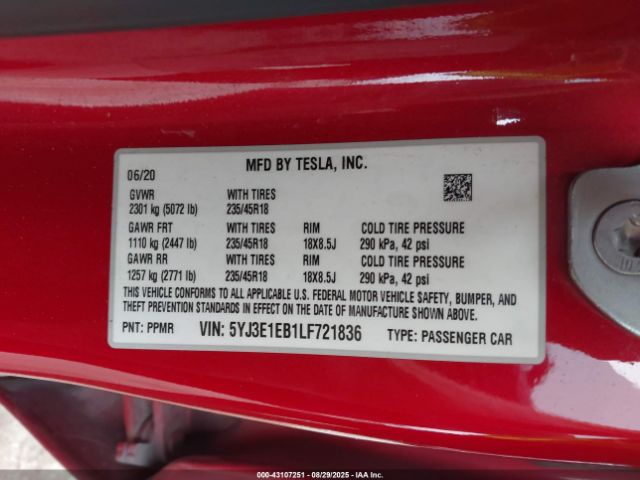 MFD BY TESLA, INC.
06/20
GVWR WITH TIRES
2301 kg (5072 lb) 235/45R18
GAWR FRT WITH TIRES RIM COLD TIRE PRESSURE
1110 kg (2447 lb) 235/45R18 18X8.5J 290 kPa, 42 psi
GAWR RR WITH TIRES RIM COLD TIRE PRESSURE
1257 kg (2771 lb) 235/45R18 18X8.5J 290 kPa, 42 psi
THIS VEHICLE CONFORMS TO ALL APPLICABLE U.S. FEDERAL MOTOR VEHICLE SAFETY, BUMPER, AND
THEFT PREVENTION STANDARDS IN EFFECT ON THE DATE OF MANUFACTURE SHOWN ABOVE.
PNT: PPMR VIN: 5YJ3E1EB1LF721836 TYPE: PASSENGER CAR
000-43107251 - 08/29/2025 - IAA Inc.